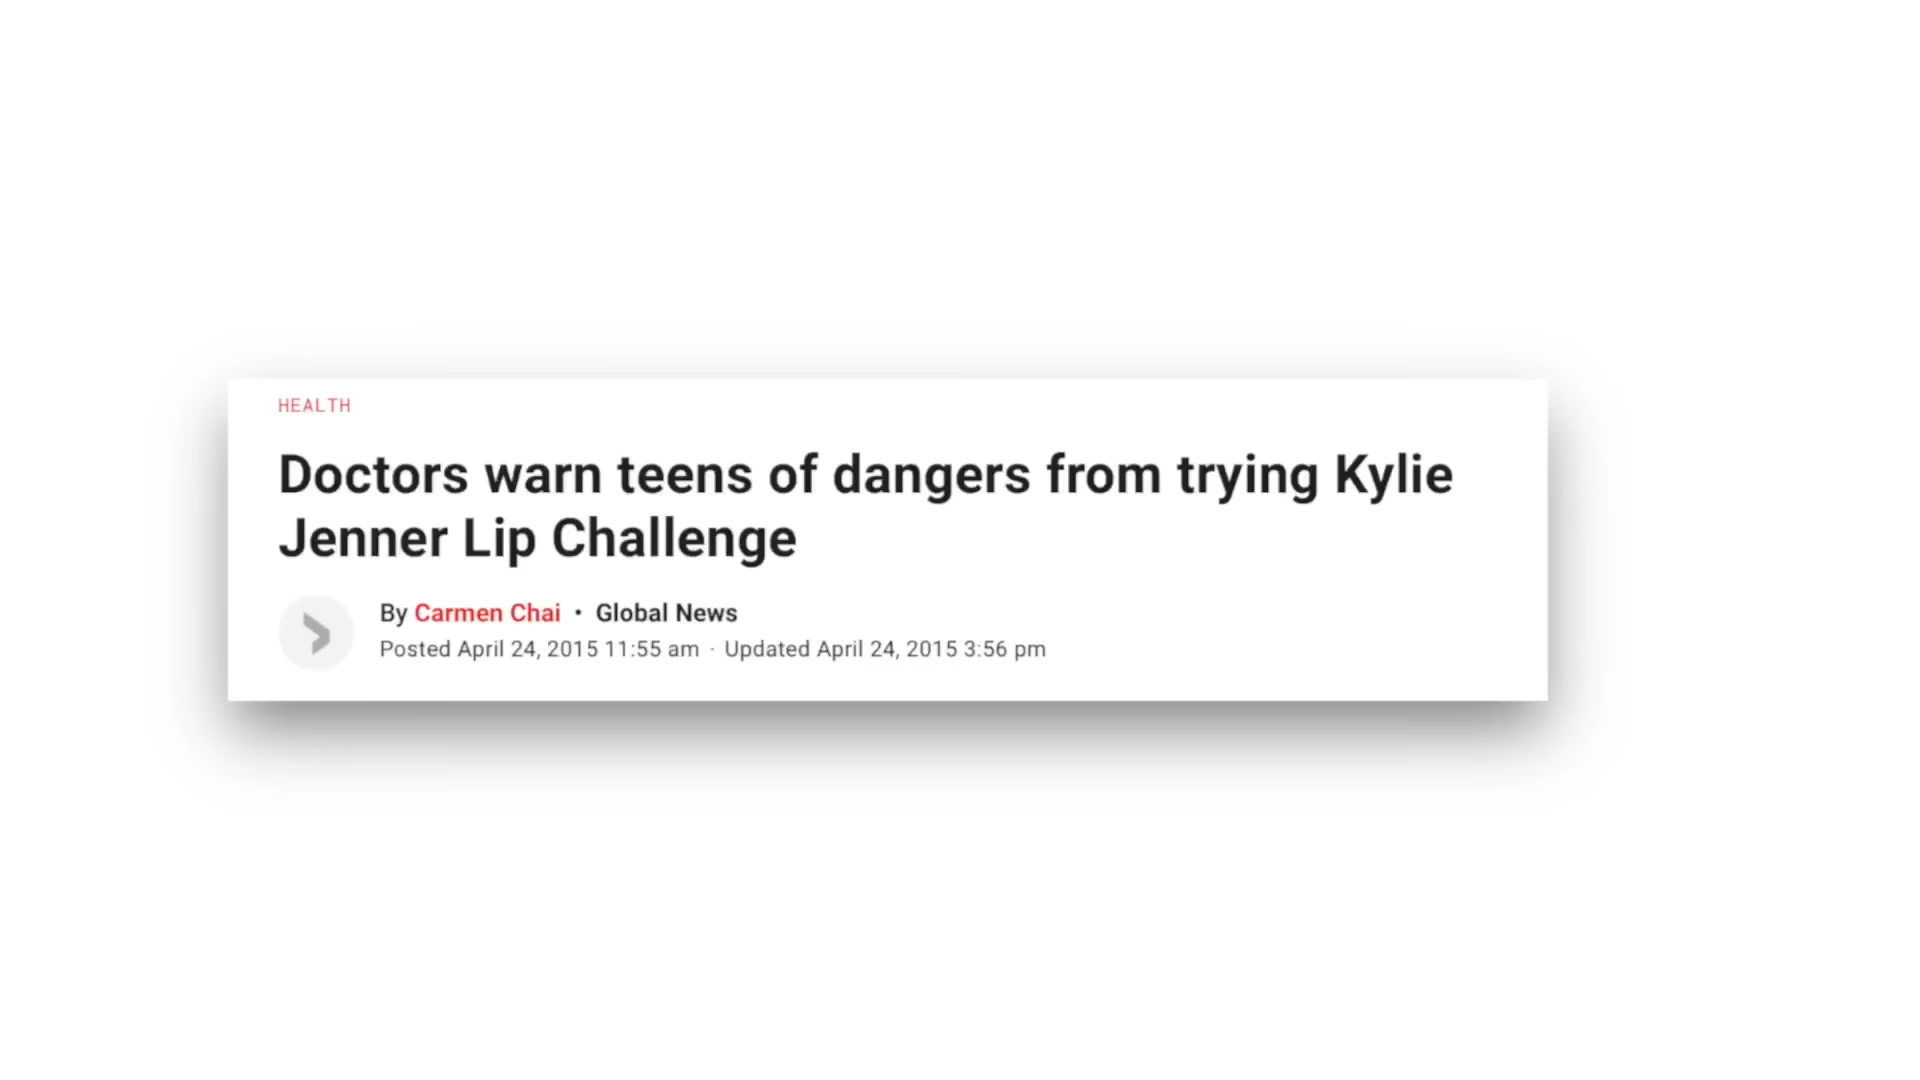 HEALTH
Doctors warn teens of dangers from trying Kylie
Jenner Lip Challenge
By Carmen Chai • Global News
Posted April 24, 2015 11:55 am · Updated April 24, 2015 3:56 pm